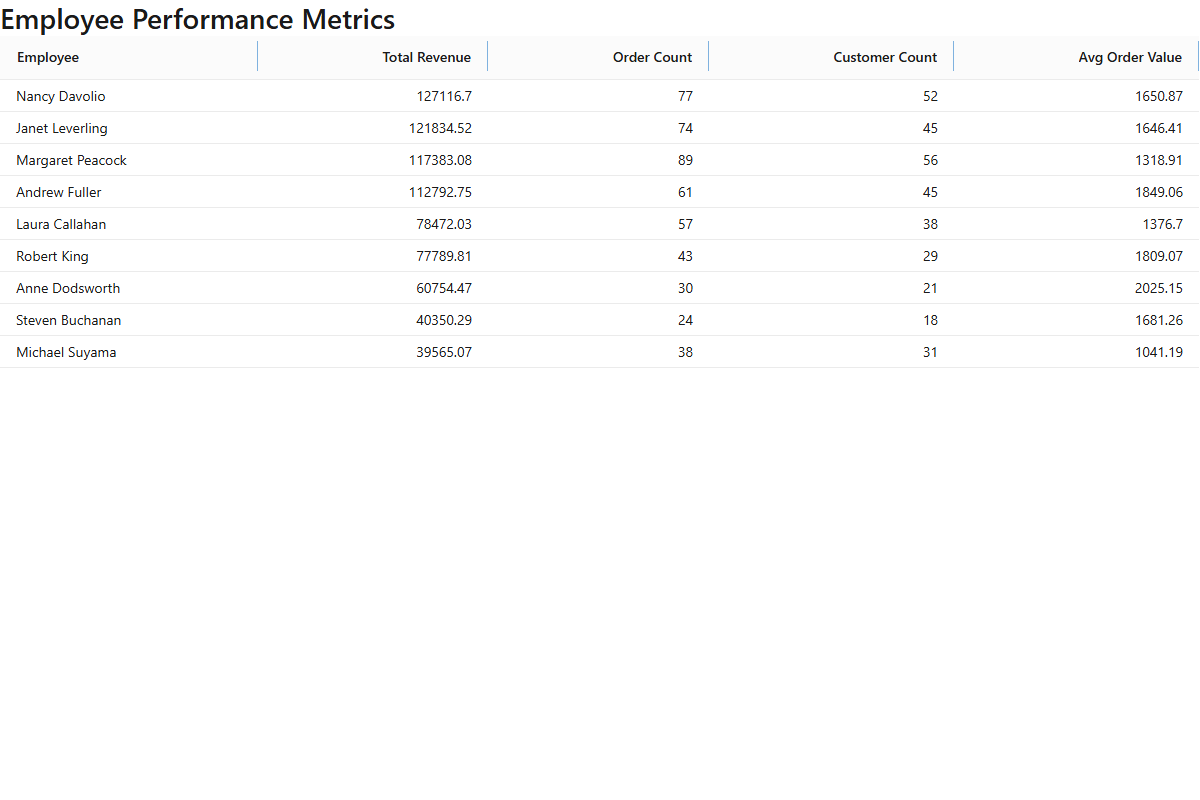 Employee Performance Metrics
Employee Total Revenue Order Count Customer Count Avg Order Value
Nancy Davolio 127116.7 77 52 1650.87
Janet Leverling 121834.52 74 45 1646.41
Margaret Peacock 117383.08 89 56 1318.91
Andrew Fuller 112792.75 61 45 1849.06
Laura Callahan 78472.03 57 38 1376.7
Robert King 77789.81 43 29 1809.07
Anne Dodsworth 60754.47 30 21 2025.15
Steven Buchanan 40350.29 24 18 1681.26
Michael Suyama 39565.07 38 31 1041.19